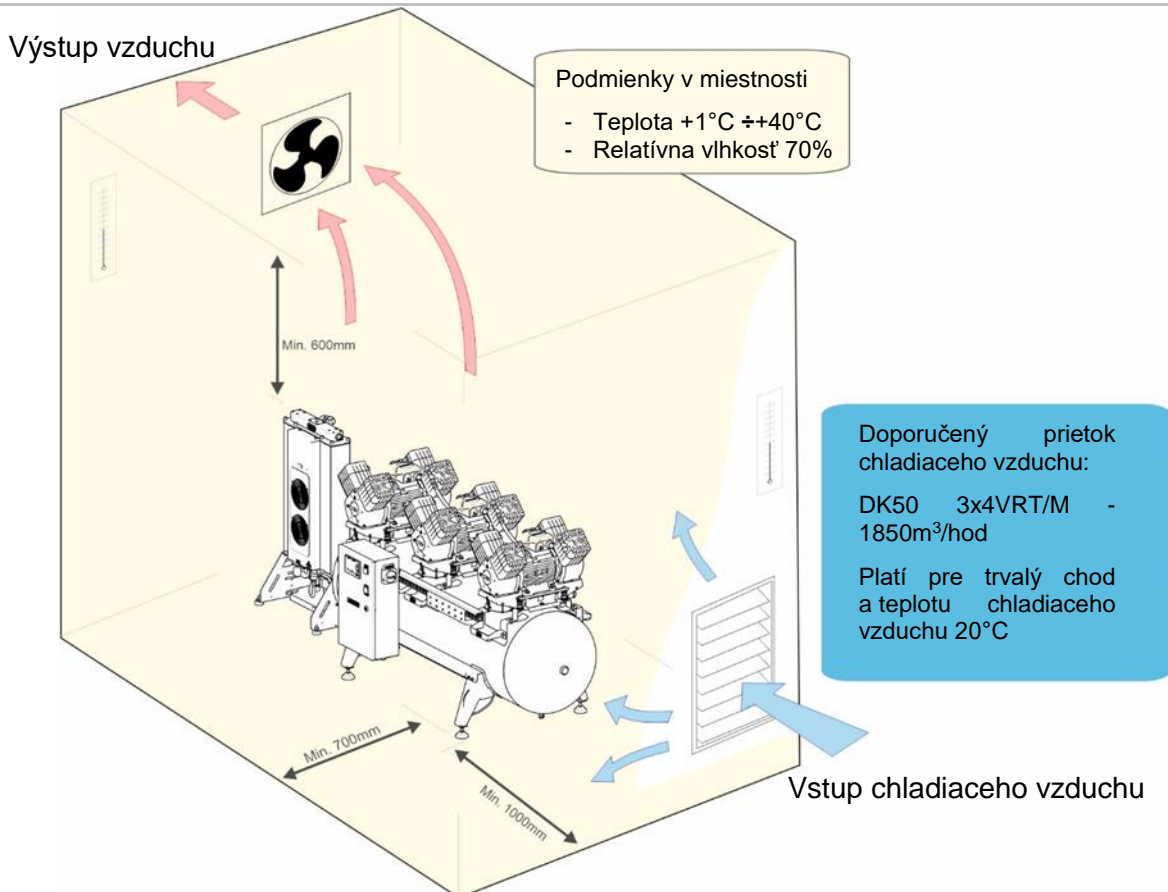 Výstup vzduchu
Podmienky v miestnosti
- Teplota +1°C ÷+40°C
- Relatívna vlhkosť 70%
Min. 600mm
Doporučený prietok
chladiaceho vzduchu:
DK50 3x4VRT/M -
1850m³/hod
Platí pre trvalý chod
a teplotu chladiaceho
vzduchu 20°C
Min. 700mm
Min. 1000mm
Vstup chladiaceho vzduchu